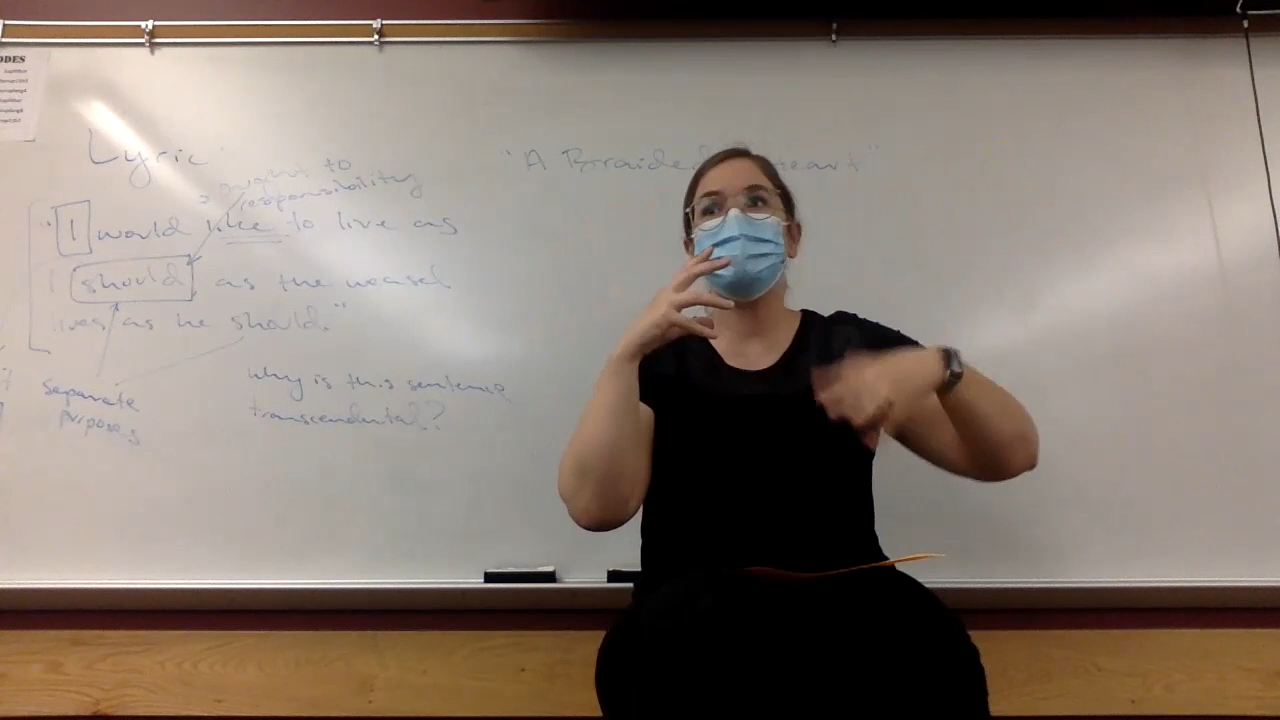 ODES
Lyric
"A Braided Heart"
to
responsibility
"I would like to live as
I should as the weasel
lives as he should."
Separate
purposes
Why is this sentence
transcendental?